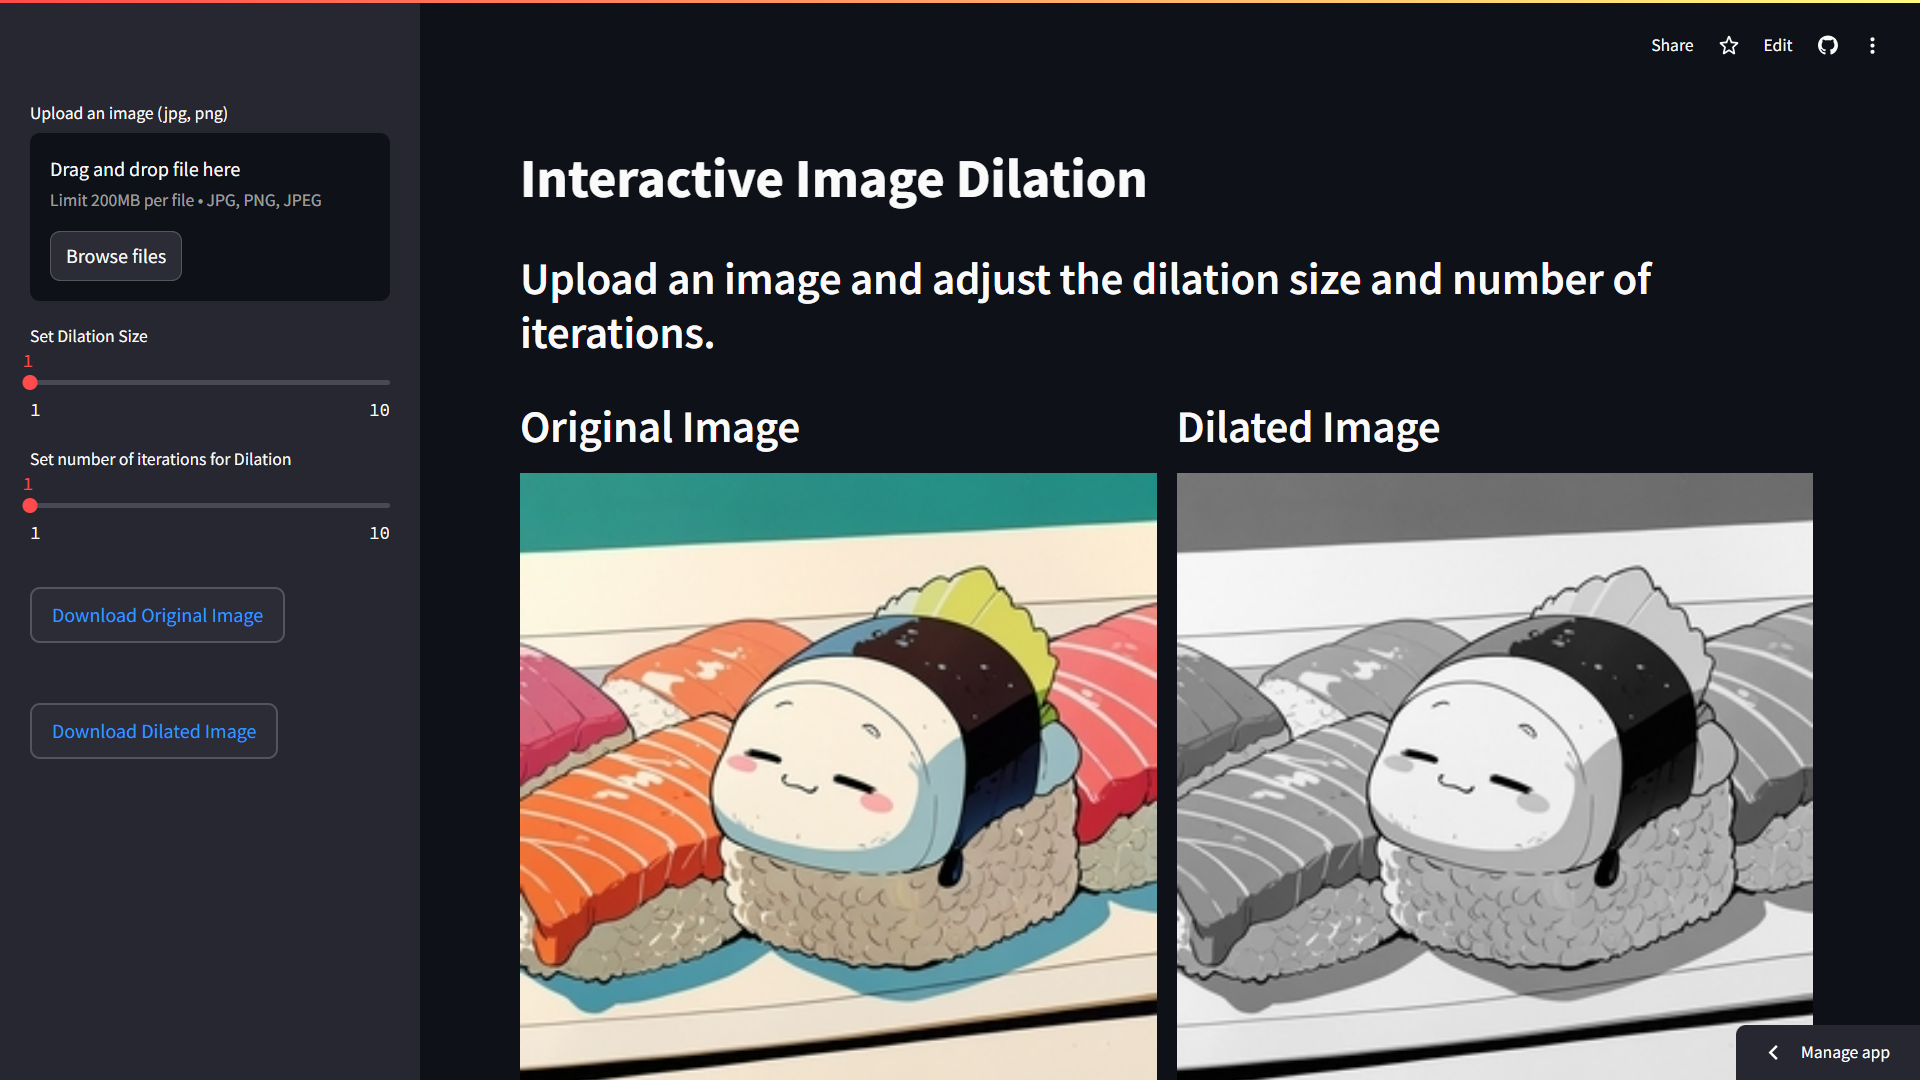 Share
Edit
Upload an image (jpg, png)
Drag and drop file here
Limit 200MB per file • JPG, PNG, JPEG
Browse files
Set Dilation Size
1
1 10
Set number of iterations for Dilation
1
1 10
Download Original Image
Download Dilated Image
Interactive Image Dilation
Upload an image and adjust the dilation size and number of
iterations.
Original Image
Dilated Image
Manage app